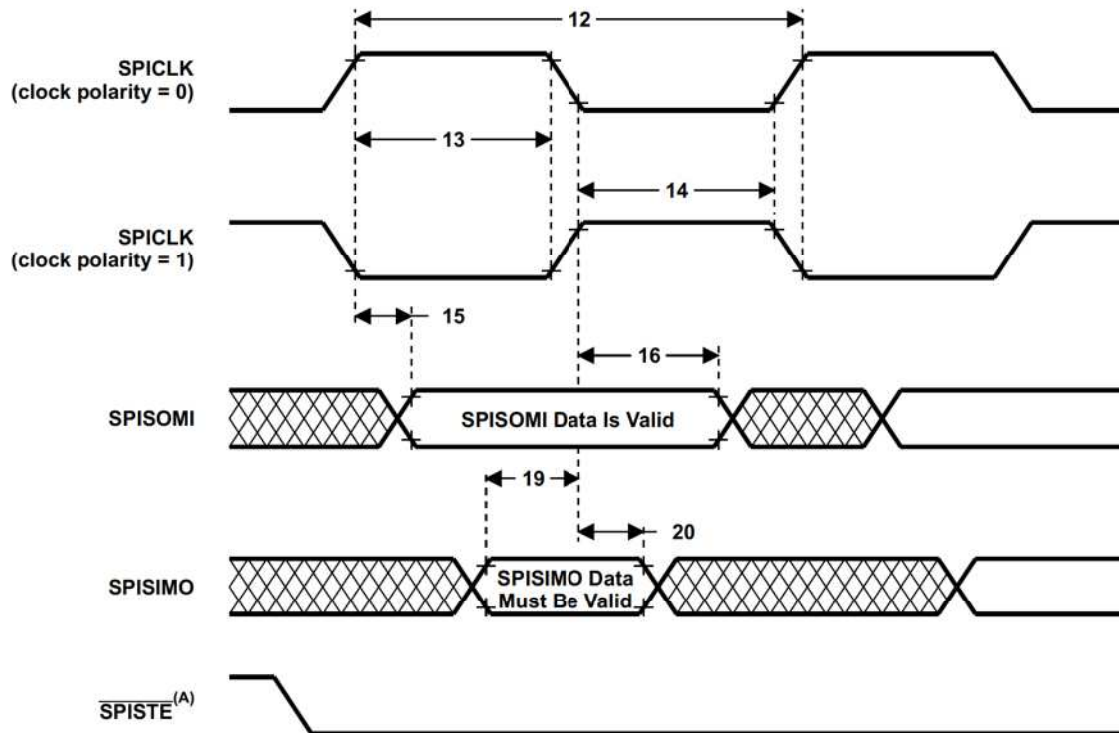 12
SPICLK
(clock polarity = 0)
13
14
SPICLK
(clock polarity = 1)
15
16
SPISOMI
SPISOMI Data Is Valid
19
20
SPISIMO
SPISIMO Data
Must Be Valid
SPISTE(A)